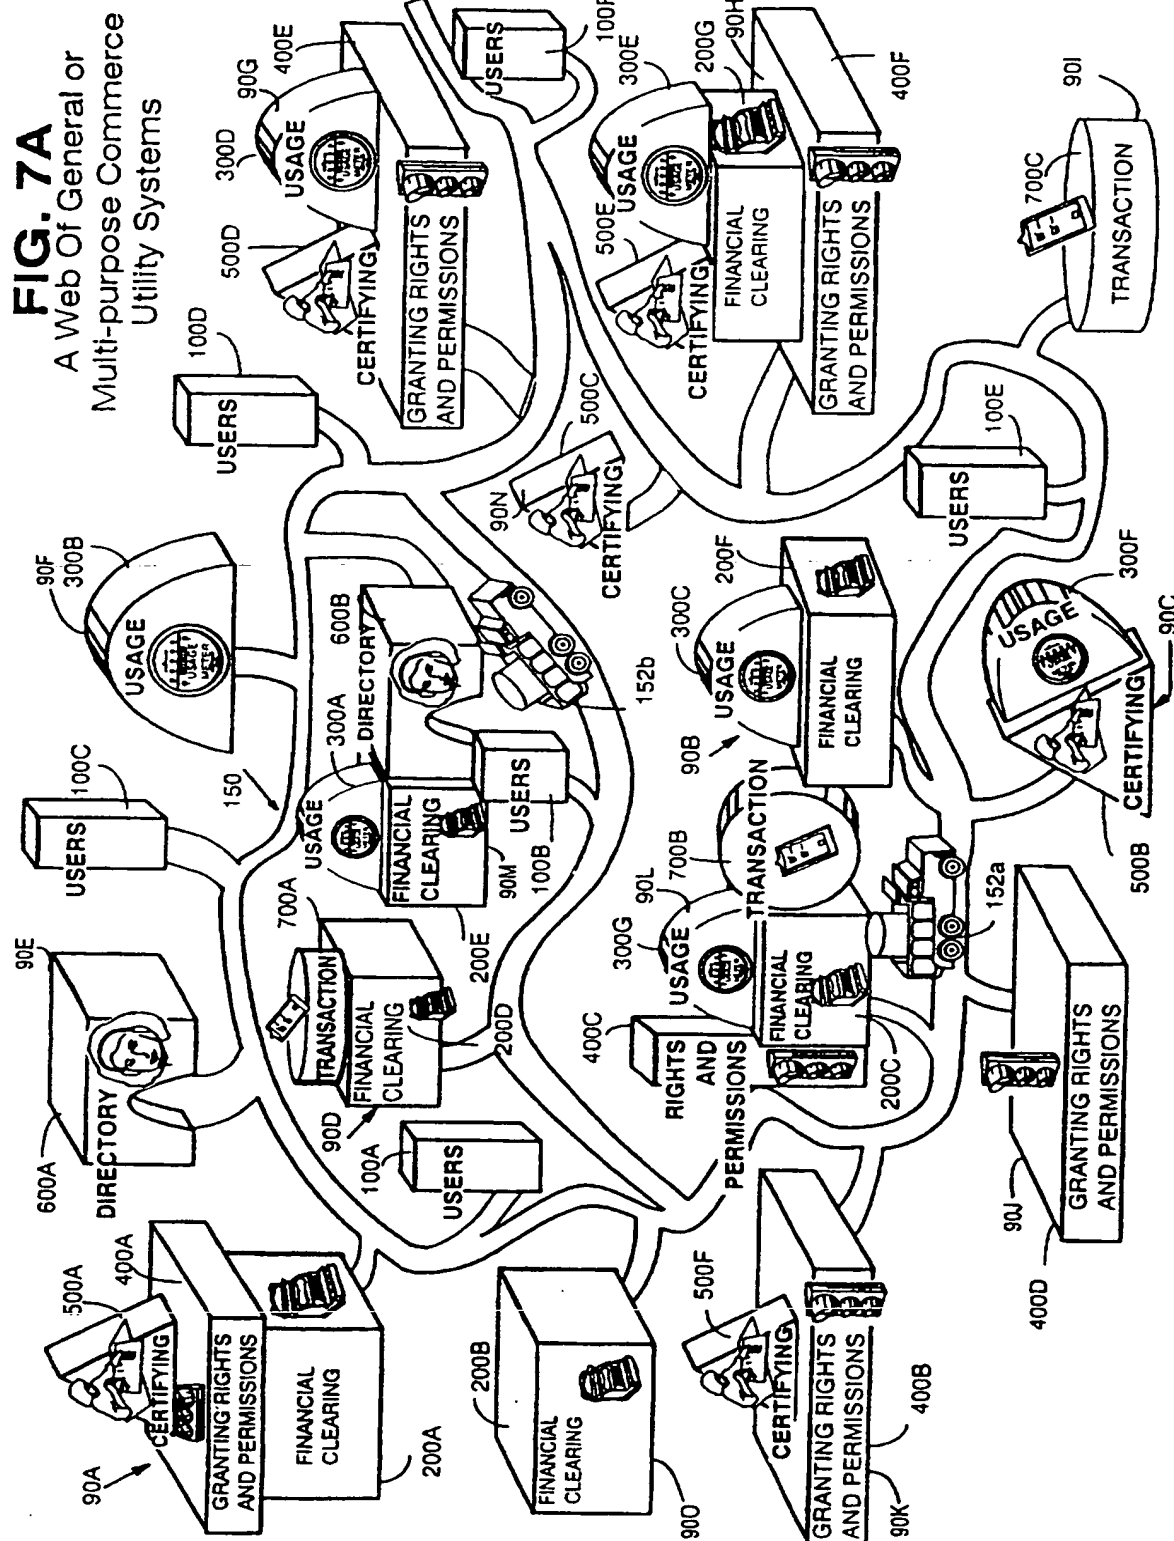 FIG. 7A
A Web Of General or
Multi-purpose Commerce
Utility Systems
90A
500A
400A
CERTIFYING
GRANTING RIGHTS
AND PERMISSIONS
FINANCIAL
CLEARING
200A
600A
90E
DIRECTORY
100C
USERS
150
90F
300B
USAGE
USAGE
METER
100D
USERS
500D
300D
90G
400E
USAGE
CERTIFYING
GRANTING RIGHTS
AND PERMISSIONS
USERS
100F
100A
USERS
90D
700A
TRANSACTION
FINANCIAL
CLEARING
200D
300A
USAGE
DIRECTORY
600B
FINANCIAL
CLEARING
200E
90M
USERS
100B
152b
90N
500C
CERTIFYING
500E
300E
200G
90H
USAGE
CERTIFYING
FINANCIAL
CLEARING
GRANTING RIGHTS
AND PERMISSIONS
400F
200B
FINANCIAL
CLEARING
90O
400C
RIGHTS
AND
PERMISSIONS
300G
90L
USAGE
700B
TRANSACTION
FINANCIAL
CLEARING
200C
90B
300C
USAGE
FINANCIAL
CLEARING
200F
152a
USERS
100E
90I
700C
TRANSACTION
500F
CERTIFYING
GRANTING RIGHTS
AND PERMISSIONS
400B
90K
90J
GRANTING RIGHTS
AND PERMISSIONS
400D
500B
CERTIFYING
USAGE
300F
90C